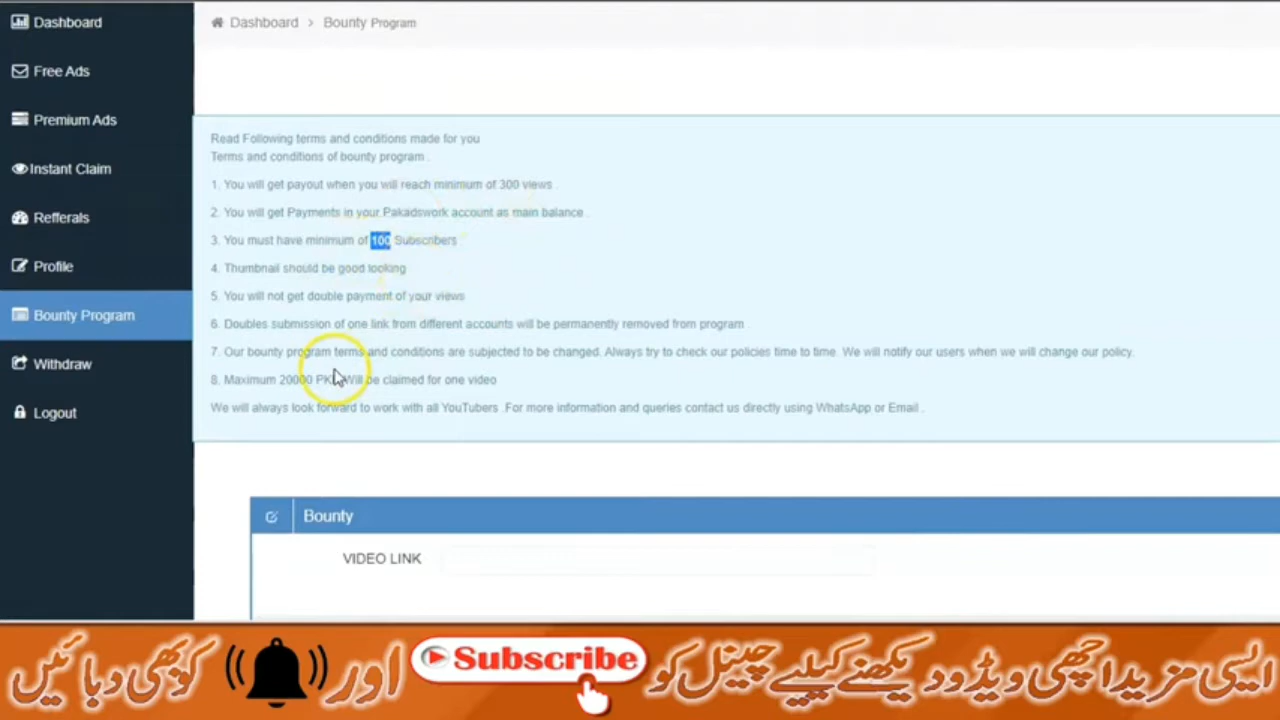 Dashboard
Free Ads
Premium Ads
Instant Claim
Refferals
Profile
Bounty Program
Withdraw
Logout
Dashboard > Bounty Program
Read Following terms and conditions made for you
Terms and conditions of bounty program .
1. You will get payout when you will reach minimum of 300 views .
2. You will get Payments in your Pakadswork account as main balance .
3. You must have minimum of 100 Subscribers
4. Thumbnail should be good looking
5. You will not get double payment of your views
6. Doubles submission of one link from different accounts will be permanently removed from program
7. Our bounty program terms and conditions are subjected to be changed. Always try to check our policies time to time. We will notify our users when we will change our policy.
8. Maximum 20000 Will be claimed for one video
We will always look forward to work with all YouTubers .For more information and queries contact us directly using WhatsApp or Email .
Bounty
VIDEO LINK
ایسی مزید اچھی ویڈوود یکھنے کیلیے چینل کو Subscribe اور کو بھی دبائیں